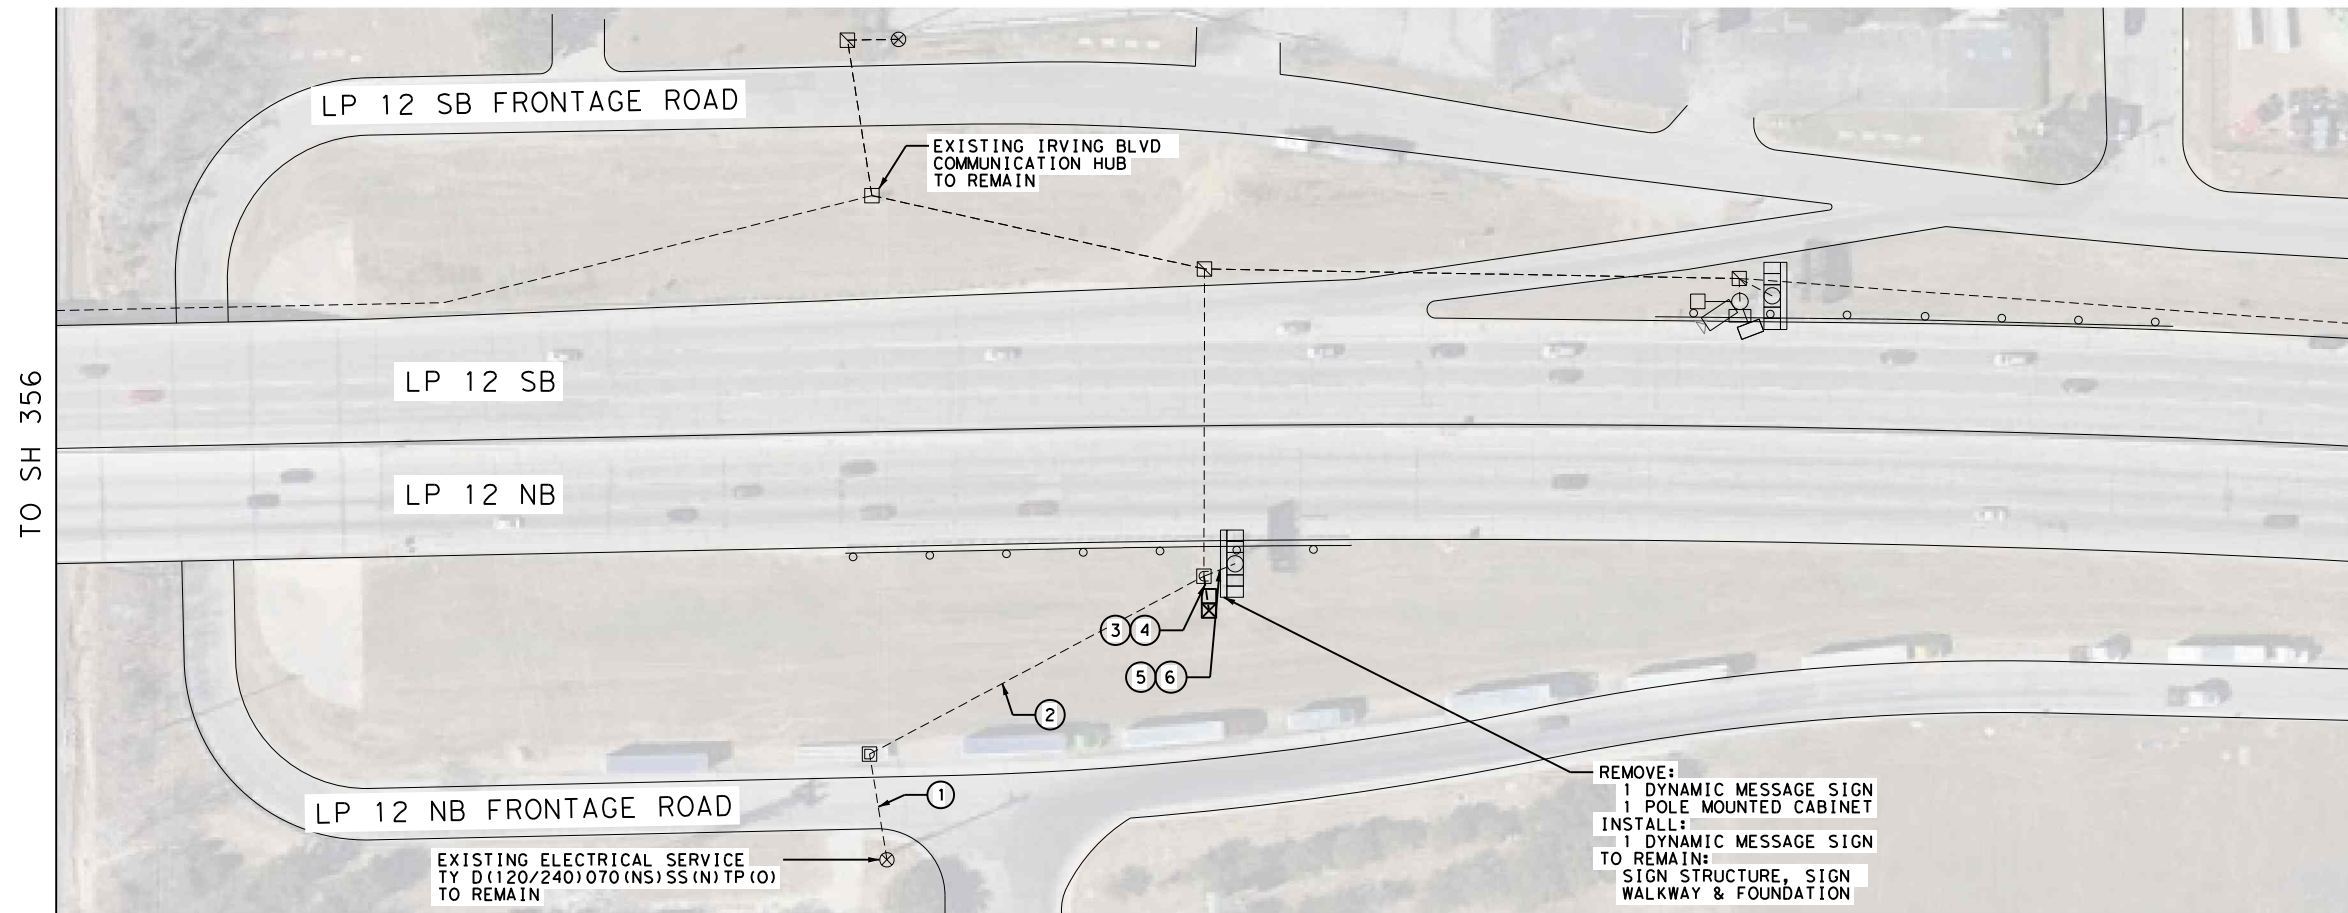 LP 12 SB FRONTAGE ROAD
EXISTING IRVING BLVD
COMMUNICATION HUB
TO REMAIN
LP 12 SB
TO SH 356
LP 12 NB
3 4
5 6
2
1
LP 12 NB FRONTAGE ROAD
EXISTING ELECTRICAL SERVICE
TY D(120/240)070(NS)SS(N)TP(O)
TO REMAIN
REMOVE:
1 DYNAMIC MESSAGE SIGN
1 POLE MOUNTED CABINET
INSTALL:
1 DYNAMIC MESSAGE SIGN
TO REMAIN:
SIGN STRUCTURE, SIGN
WALKWAY & FOUNDATION